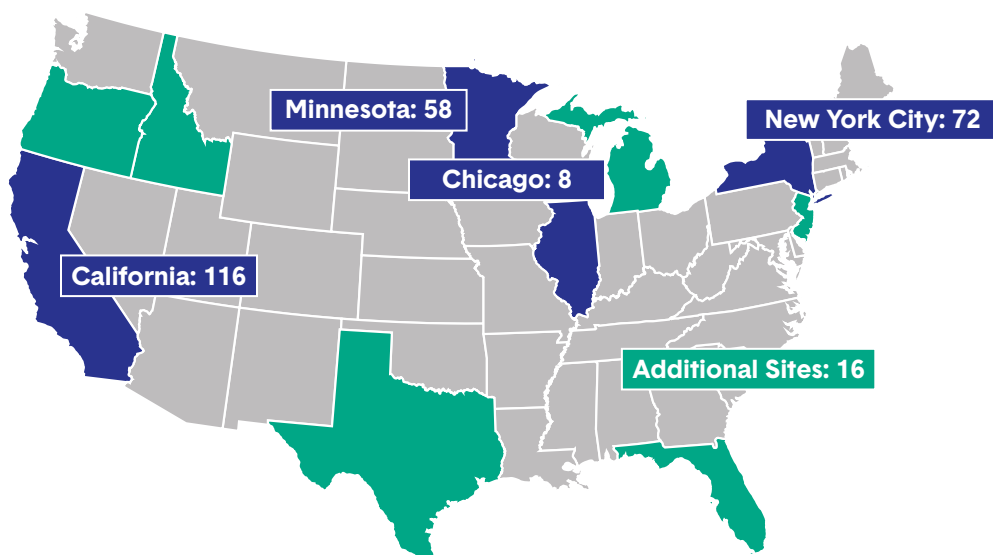 Minnesota: 58
New York City: 72
Chicago: 8
California: 116
Additional Sites: 16